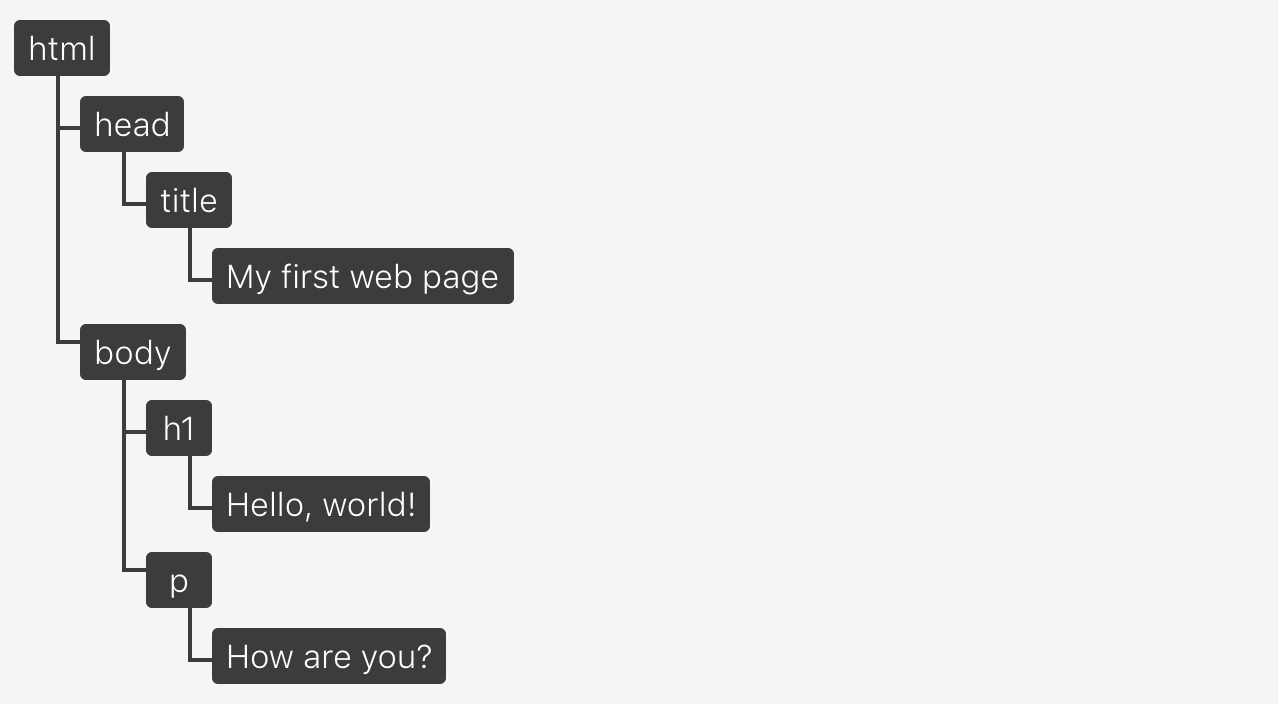 html
head
title
My first web page
body
h1
Hello, world!
p
How are you?